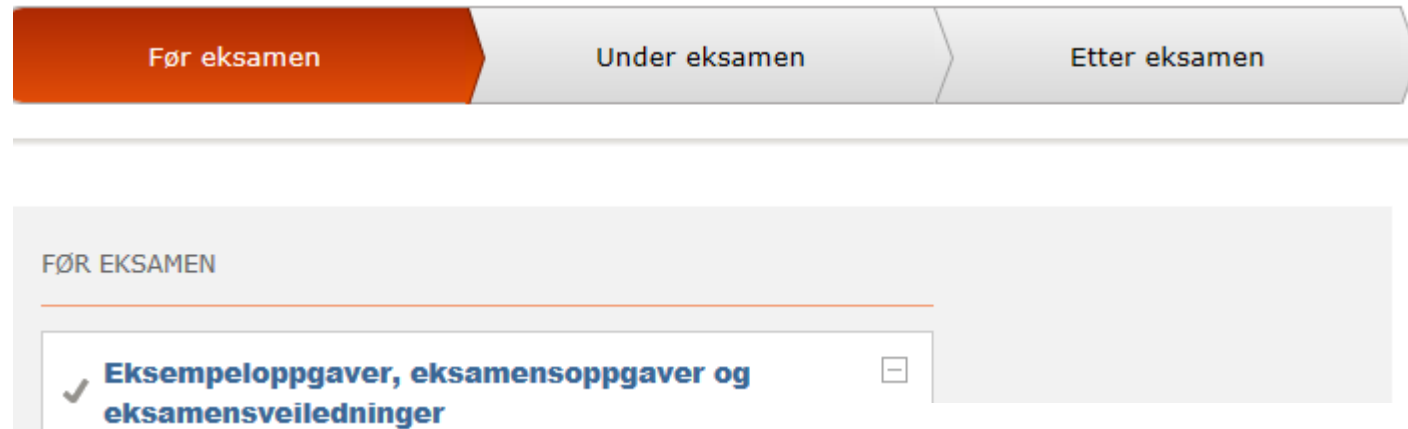 Før eksamen
Under eksamen
Etter eksamen
FØR EKSAMEN
Eksempeloppgaver, eksamensoppgaver og
eksamensveiledninger